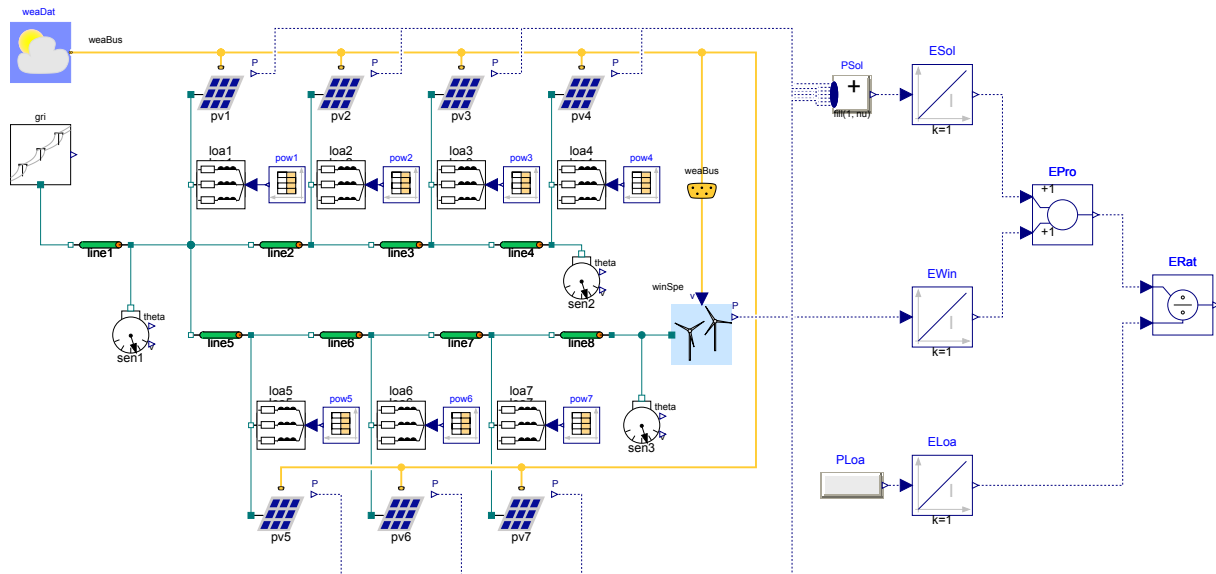 weaDat
weaBus
ESol
PSol
P
P
P
P
+
fill(1, nu)
I
k=1
gri
pv1
pv2
pv3
pv4
loa1
loa2
loa3
loa4
pow1
pow2
pow3
pow4
weaBus
EPro
+1
+1
line1
line2
line3
line4
theta
sen2
ERat
÷
winSpe
EWin
v
P
I
k=1
theta
sen1
line5
line6
line7
line8
loa5
loa6
loa7
pow5
pow6
pow7
theta
sen3
ELoa
PLoa
I
k=1
P
P
P
pv5
pv6
pv7